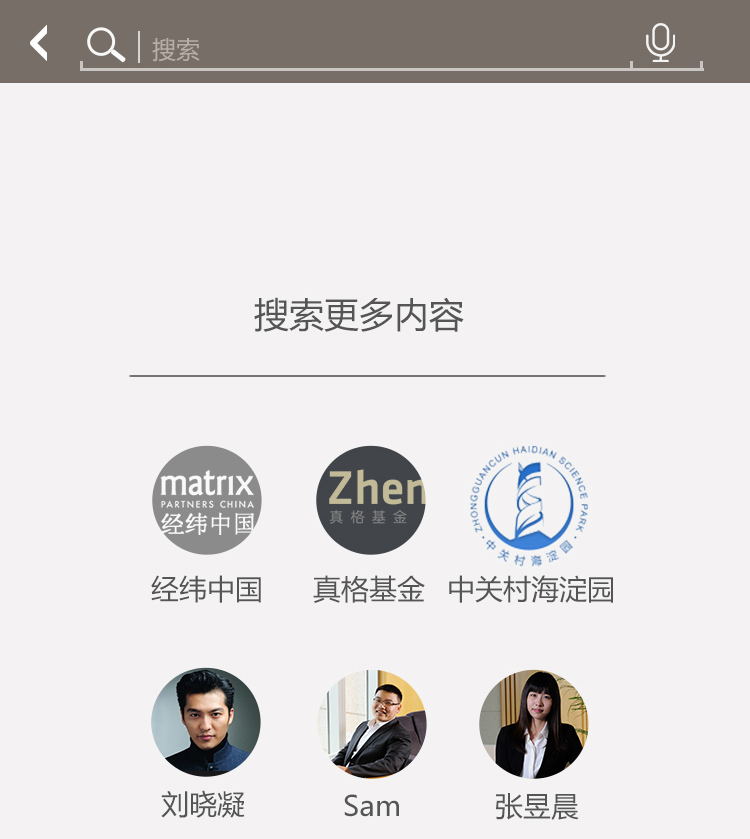 搜索
搜索更多内容
matrix
PARTNERS CHINA
经纬中国
Zhen
真格基金
ZHONGGUANCUN HAIDIAN SCIENCE PARK
中关村海淀园
经纬中国
真格基金
中关村海淀园
刘晓凝
Sam
张昱晨